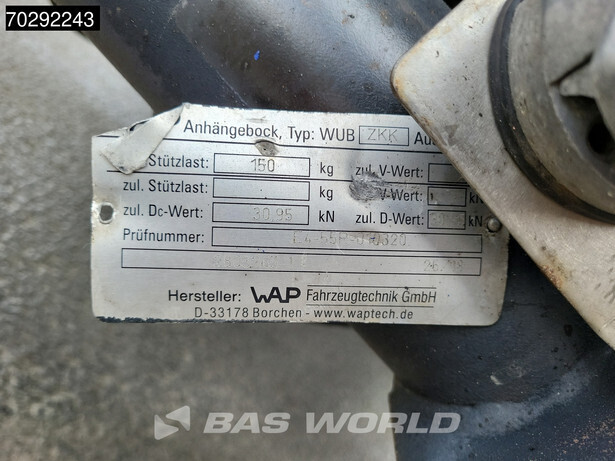 70292243
Anhängebock, Typ: WUB ZKK
Stützlast: 150 kg zul. V-Wert:
zul. Stützlast: kg V-Wert: kN
zul. Dc-Wert: 30,95 kN zul. D-Wert: kN
Prüfnummer:
Hersteller: WAP Fahrzeugtechnik GmbH
D-33178 Borchen - www.waptech.de
BAS WORLD